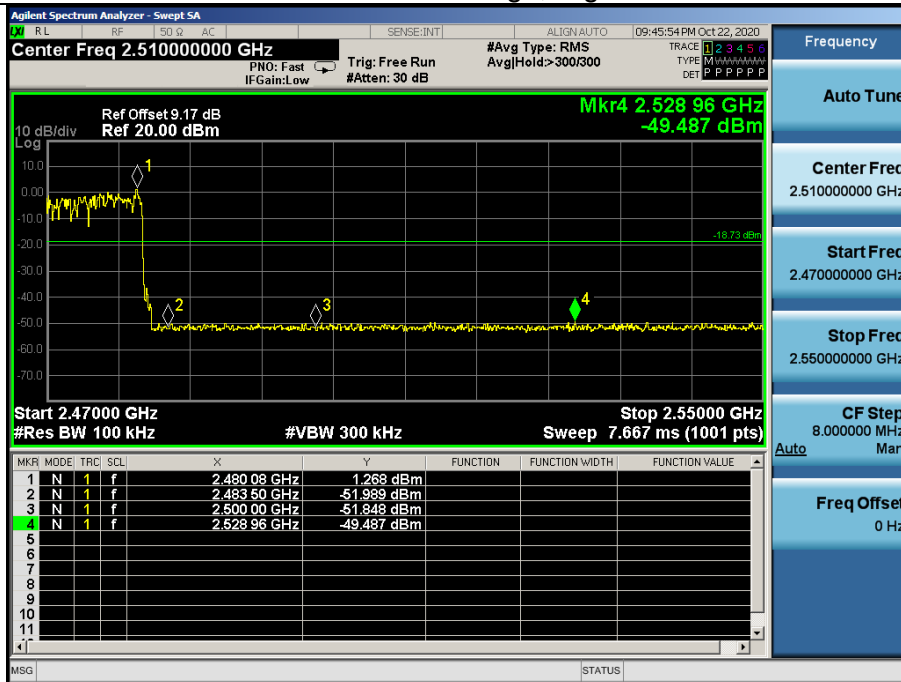 Agilent Spectrum Analyzer - Swept SA
LXI RL RF 50 Ω AC SENSE:INT ALIGN AUTO 09:45:54 PM Oct 22, 2020
Center Freq 2.510000000 GHz
PNO: Fast
IFGain:Low
Trig: Free Run
#Atten: 30 dB
#Avg Type: RMS
Avg|Hold:>300/300
TRACE 1 2 3 4 5 6
TYPE M
DET P P P P P P
Ref Offset 9.17 dB
10 dB/div Ref 20.00 dBm
Log
Mkr4 2.528 96 GHz
-49.487 dBm
10.0
0.00
-10.0
-20.0
-30.0
-40.0
-50.0
-60.0
-70.0
1
2
3
4
-18.73 dBm
Start 2.47000 GHz Stop 2.55000 GHz
#Res BW 100 kHz #VBW 300 kHz Sweep 7.667 ms (1001 pts)
MKR MODE TRC SCL X Y FUNCTION FUNCTION WIDTH FUNCTION VALUE
1 N 1 f 2.480 08 GHz 1.268 dBm
2 N 1 f 2.483 50 GHz -51.989 dBm
3 N 1 f 2.500 00 GHz -51.848 dBm
4 N 1 f 2.528 96 GHz -49.487 dBm
5
6
7
8
9
10
11
MSG STATUS
Frequency
Auto Tune
Center Freq
2.510000000 GHz
Start Freq
2.470000000 GHz
Stop Freq
2.550000000 GHz
CF Step
8.000000 MHz
Auto Man
Freq Offset
0 Hz